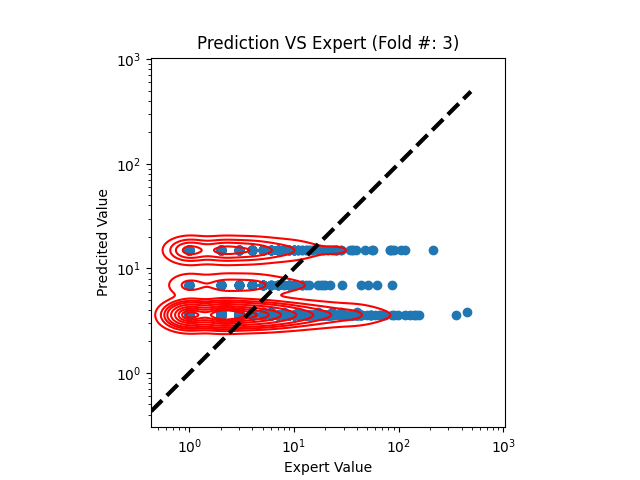 Prediction VS Expert (Fold #: 3)
10³
10²
10¹
10⁰
Predcited Value
10⁰ 10¹ 10² 10³
Expert Value